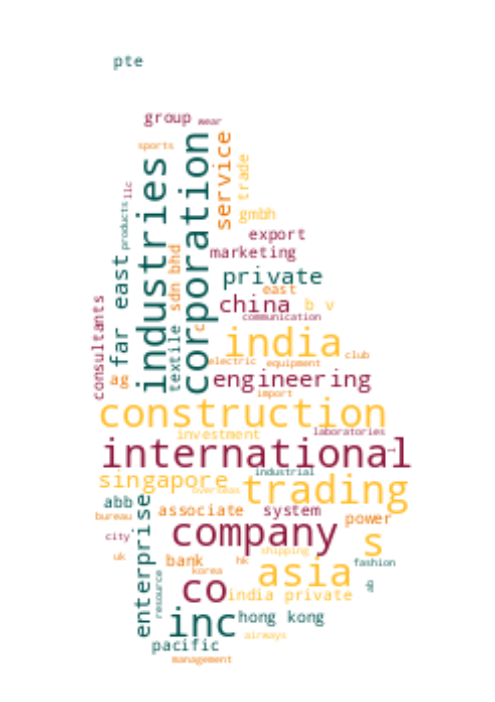 pte
group wear
sports
industries
corporation
service
trade
llc
products
gmbh
export
marketing
far east
sdn bhd
private
east
china
b v
communication
consultants
textile
c
india
club
electric equipment
ag
engineering
import
construction
investment
laboratories
international
industrial
singapore
overseas
trading
abb
enterprise
associate
system
power
bureau
company
s
city
shipping
uk
bank
hk
fashion
korea
asia
resource
co
india private
inc
hong kong
airways
pacific
management